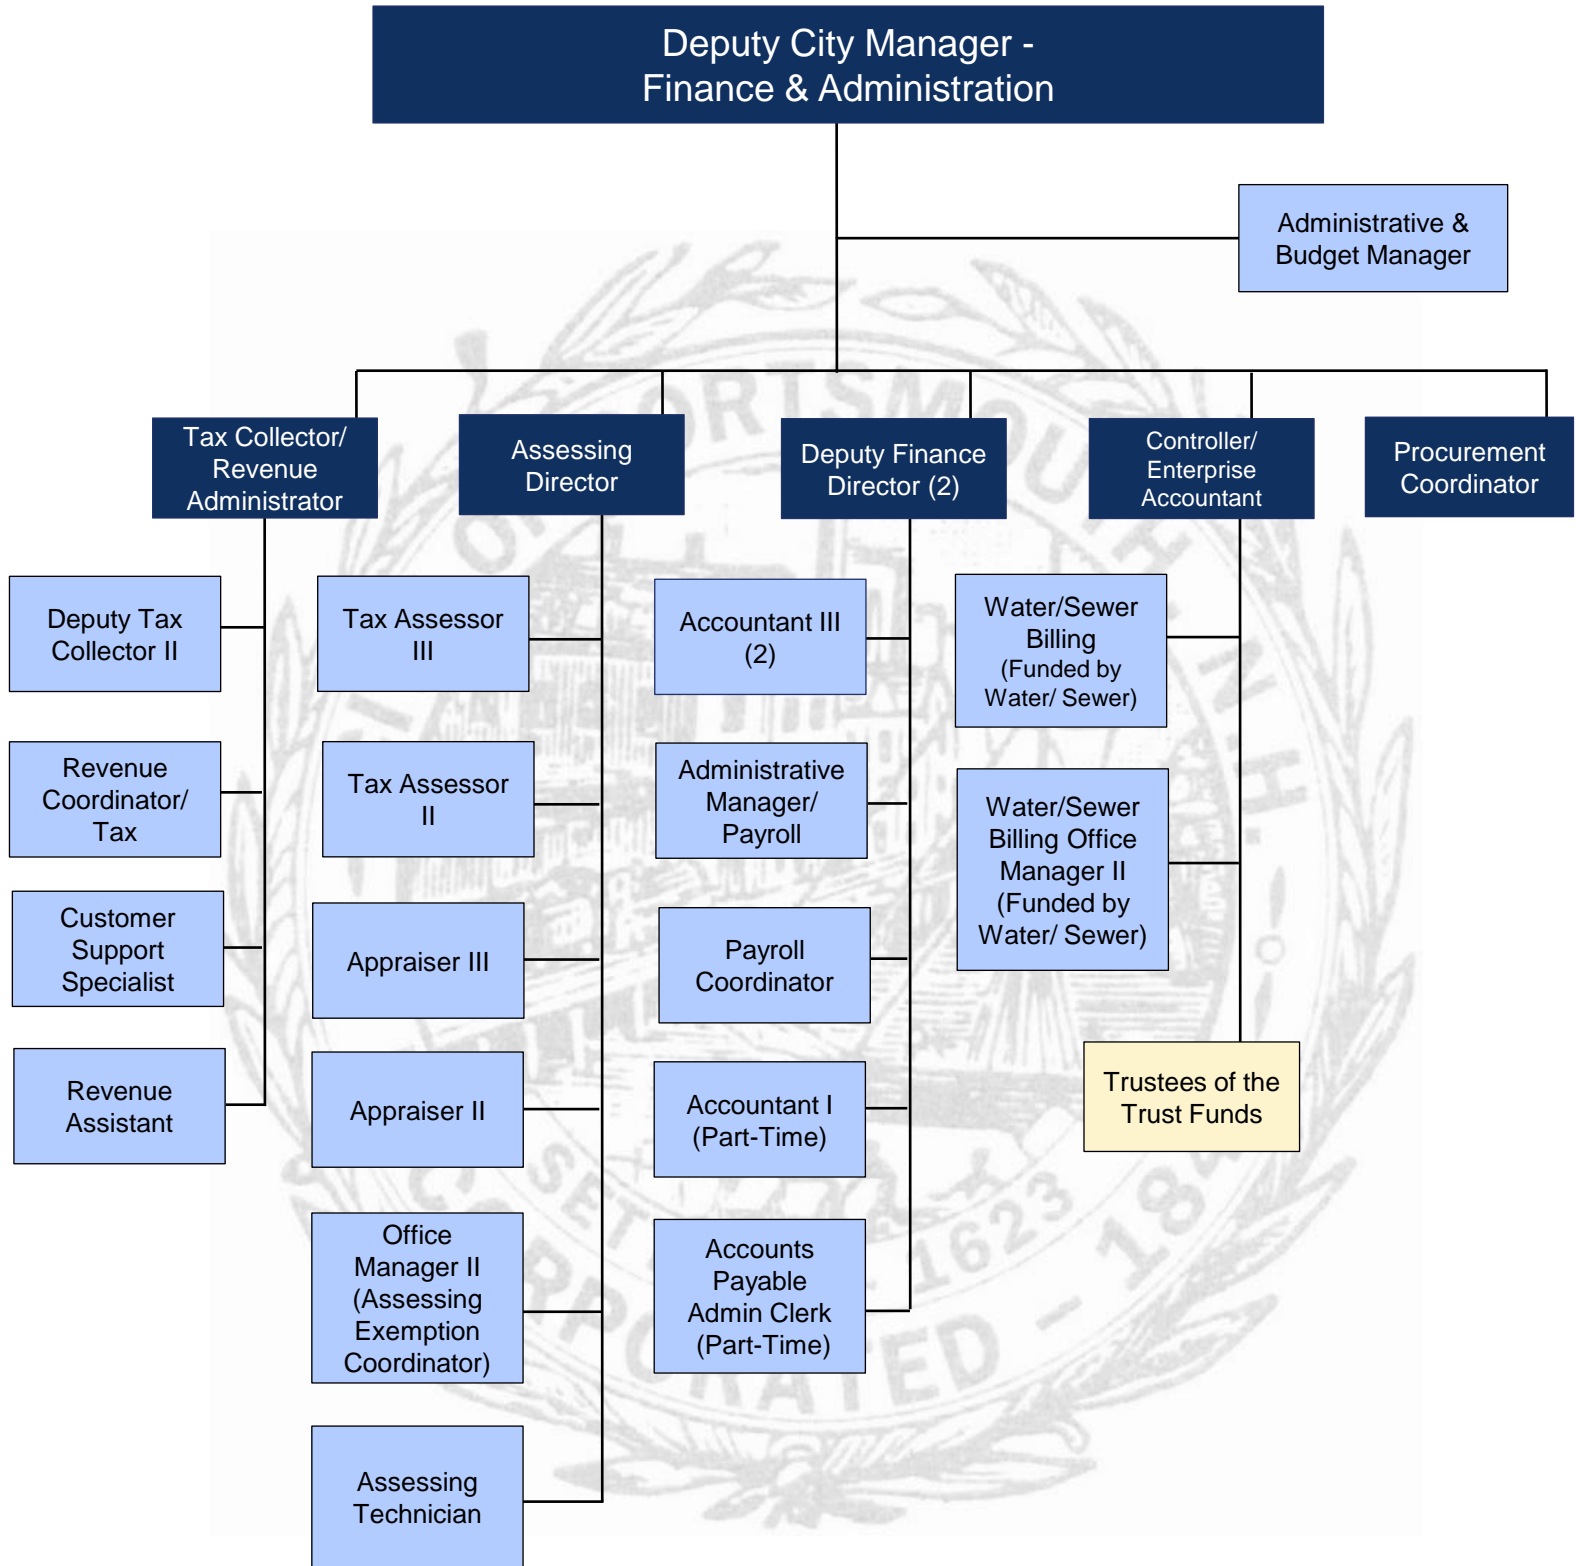 Deputy City Manager -
Finance & Administration
Administrative &
Budget Manager
Tax Collector/
Revenue
Administrator
Assessing
Director
Deputy Finance
Director (2)
Controller/
Enterprise
Accountant
Procurement
Coordinator
Deputy Tax
Collector II
Revenue
Coordinator/
Tax
Customer
Support
Specialist
Revenue
Assistant
Tax Assessor
III
Tax Assessor
II
Appraiser III
Appraiser II
Office
Manager II
(Assessing
Exemption
Coordinator)
Assessing
Technician
Accountant III
(2)
Administrative
Manager/
Payroll
Payroll
Coordinator
Accountant I
(Part-Time)
Accounts
Payable
Admin Clerk
(Part-Time)
Water/Sewer
Billing
(Funded by
Water/ Sewer)
Water/Sewer
Billing Office
Manager II
(Funded by
Water/ Sewer)
Trustees of the
Trust Funds
1623